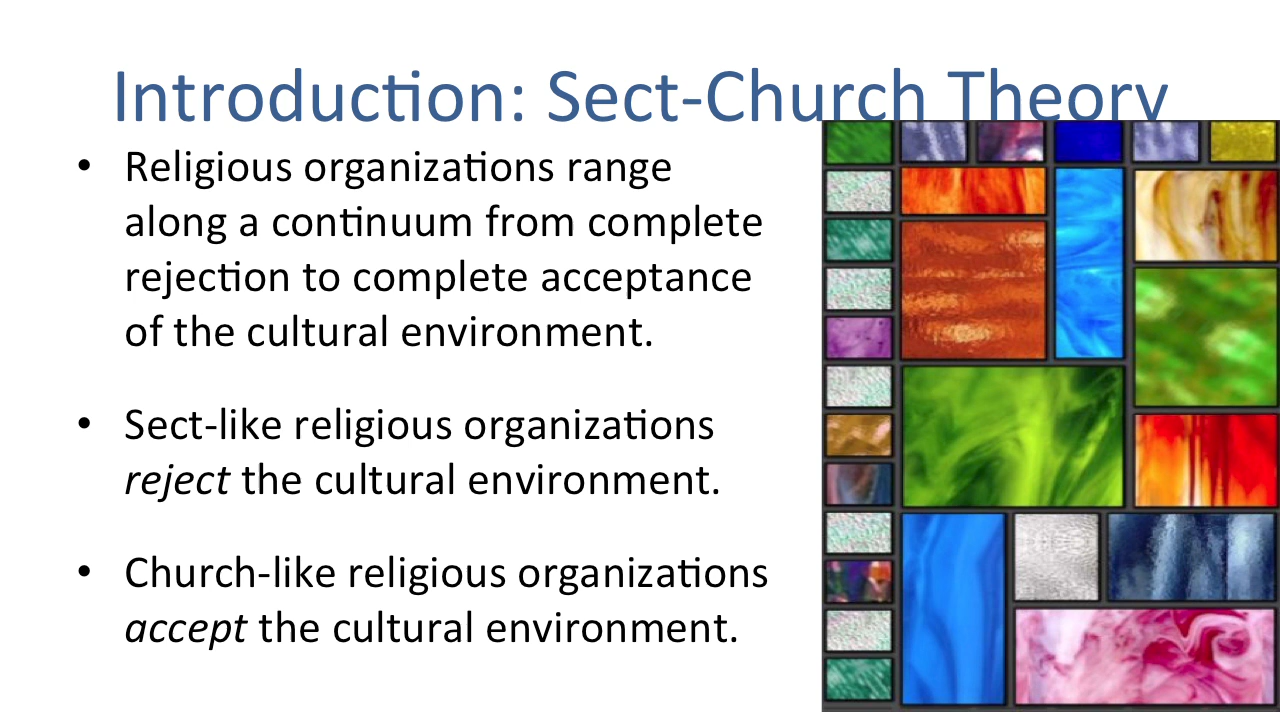 Introduction: Sect-Church Theory
• Religious organizations range
along a continuum from complete
rejection to complete acceptance
of the cultural environment.
• Sect-like religious organizations
reject the cultural environment.
• Church-like religious organizations
accept the cultural environment.